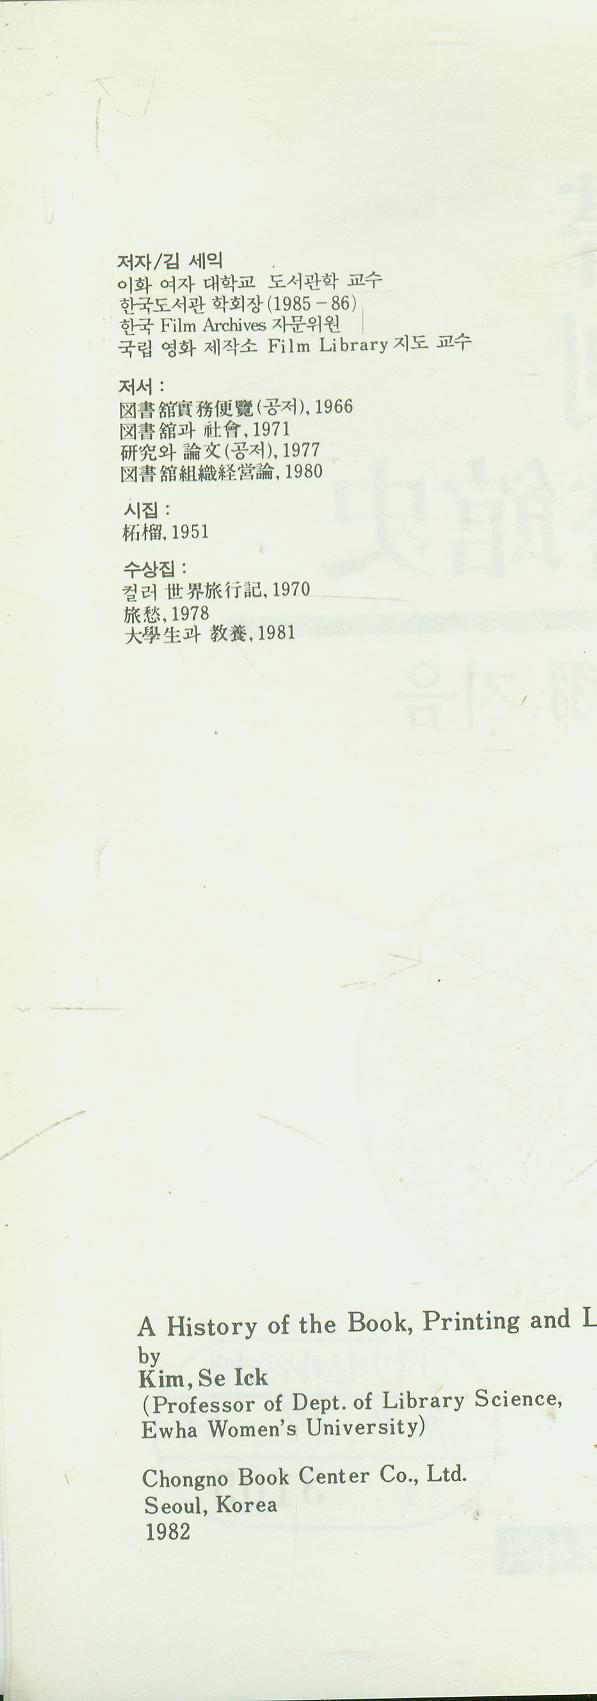 저자/김 세익
이화 여자 대학교 도서관학 교수
한국도서관 학회장(1985-86)
한국 Film Archives 자문위원
국립 영화 제작소 Film Library 지도 교수
저서 :
図書舘實務便覽(공저), 1966
図書舘과 社會, 1971
研究와 論文(공저), 1977
図書舘組織経営論, 1980
시집 :
柘榴, 1951
수상집 :
컬러 世界旅行記, 1970
旅愁, 1978
大學生과 教養, 1981
A History of the Book, Printing and L
by
Kim, Se Ick
(Professor of Dept. of Library Science,
Ewha Women's University)
Chongno Book Center Co., Ltd.
Seoul, Korea
1982